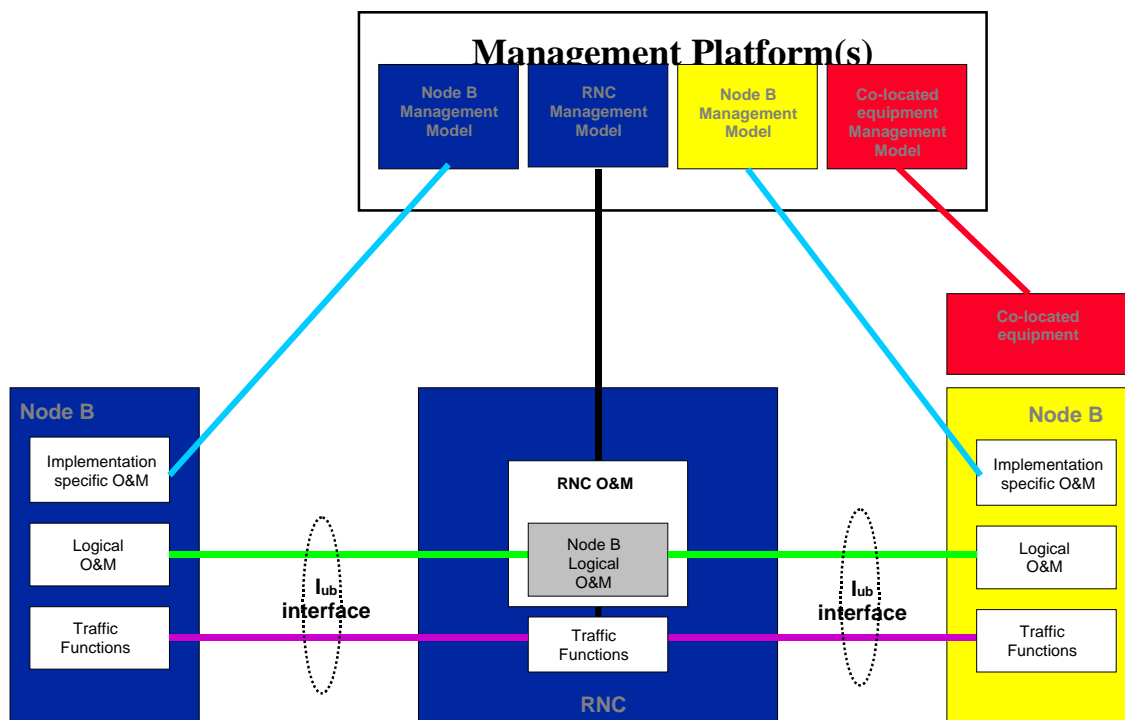 Management Platform(s)
Node B
Management
Model
RNC
Management
Model
Node B
Management
Model
Co-located
equipment
Management
Model
Co-located
equipment
Node B
Implementation
specific O&M
Logical
O&M
Traffic
Functions
Iub
interface
RNC O&M
Node B
Logical
O&M
Traffic
Functions
RNC
Iub
interface
Node B
Implementation
specific O&M
Logical
O&M
Traffic
Functions